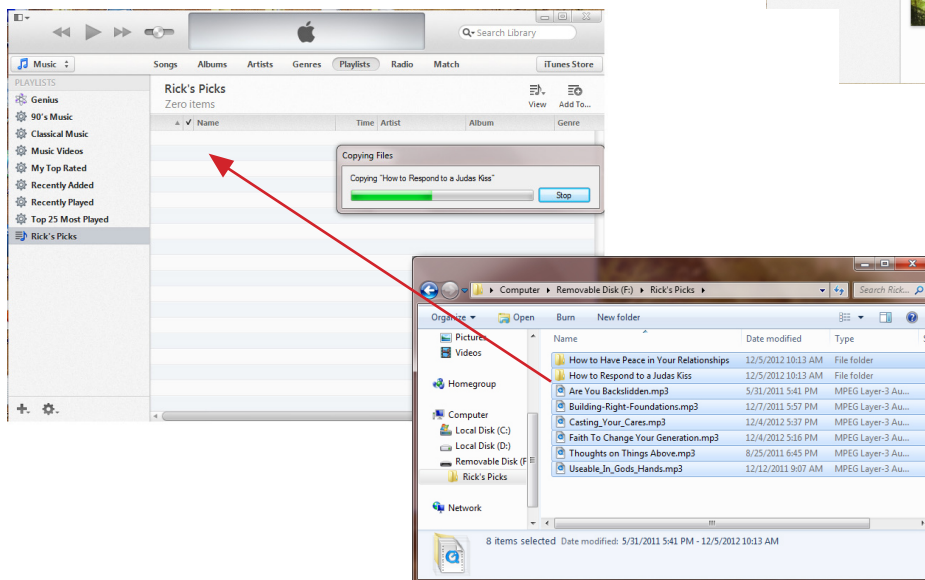 Search Library
Music
Songs Albums Artists Genres Playlists Radio Match iTunes Store
PLAYLISTS
Genius
90's Music
Classical Music
Music Videos
My Top Rated
Recently Added
Recently Played
Top 25 Most Played
Rick's Picks
Rick's Picks
Zero items
View Add To...
Name Time Artist Album Genre
Copying Files
Copying "How to Respond to a Judas Kiss"
Stop
Computer Removable Disk (F:) Rick's Picks Search Rick...
Organize Open Burn New folder
Pictures
Videos
Homegroup
Computer
Local Disk (C:)
Local Disk (D:)
Removable Disk (F
Rick's Picks
Network
Name Date modified Type
How to Have Peace in Your Relationships 12/5/2012 10:13 AM File folder
How to Respond to a Judas Kiss 12/5/2012 10:13 AM File folder
Are You Backslidden.mp3 5/31/2011 5:41 PM MPEG Layer-3 Au...
Building-Right-Foundations.mp3 12/7/2011 5:57 PM MPEG Layer-3 Au...
Casting_Your_Cares.mp3 12/4/2012 5:37 PM MPEG Layer-3 Au...
Faith To Change Your Generation.mp3 12/4/2012 5:16 PM MPEG Layer-3 Au...
Thoughts on Things Above.mp3 8/25/2011 6:45 PM MPEG Layer-3 Au...
Useable_In_Gods_Hands.mp3 12/12/2011 9:07 AM MPEG Layer-3 Au...
8 items selected Date modified: 5/31/2011 5:41 PM - 12/5/2012 10:13 AM